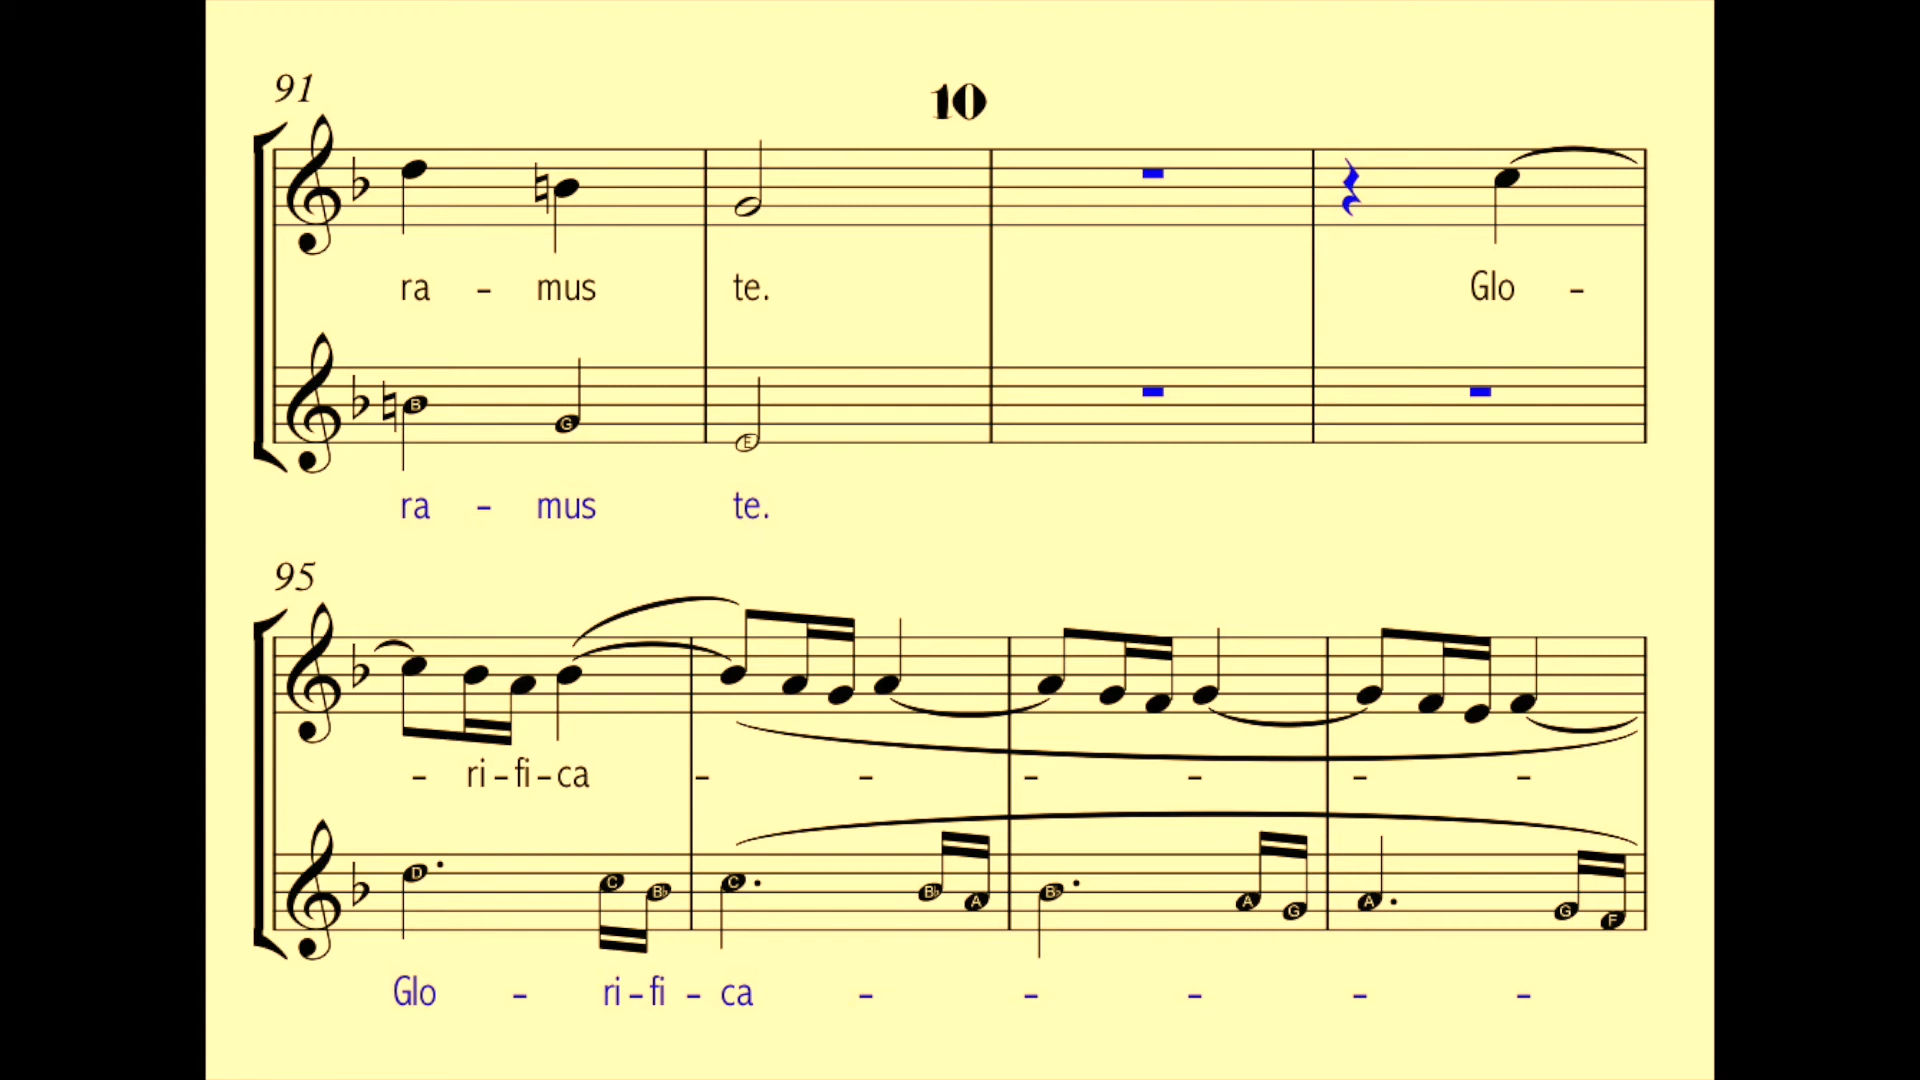 91
10
ra - mus te. Glo -
B G E
ra - mus te.
95
- ri - fi - ca - - - - - -
D C B♭ C B♭ A B♭ A G A G F
Glo - ri - fi - ca - - - - -